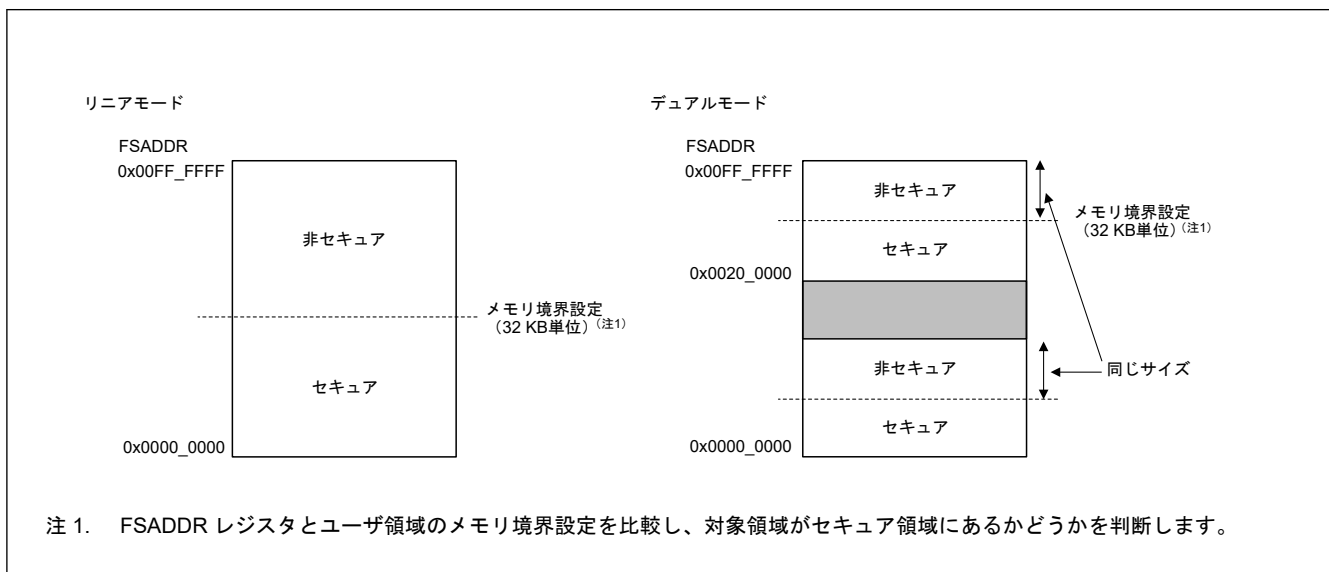 リニアモード
FSADDR
0x00FF_FFFF
非セキュア
メモリ境界設定
（32 KB単位）(注1)
セキュア
0x0000_0000
デュアルモード
FSADDR
0x00FF_FFFF
非セキュア
メモリ境界設定
（32 KB単位）(注1)
セキュア
0x0020_0000
非セキュア
同じサイズ
セキュア
0x0000_0000
注 1. FSADDR レジスタとユーザ領域のメモリ境界設定を比較し、対象領域がセキュア領域にあるかどうかを判断します。